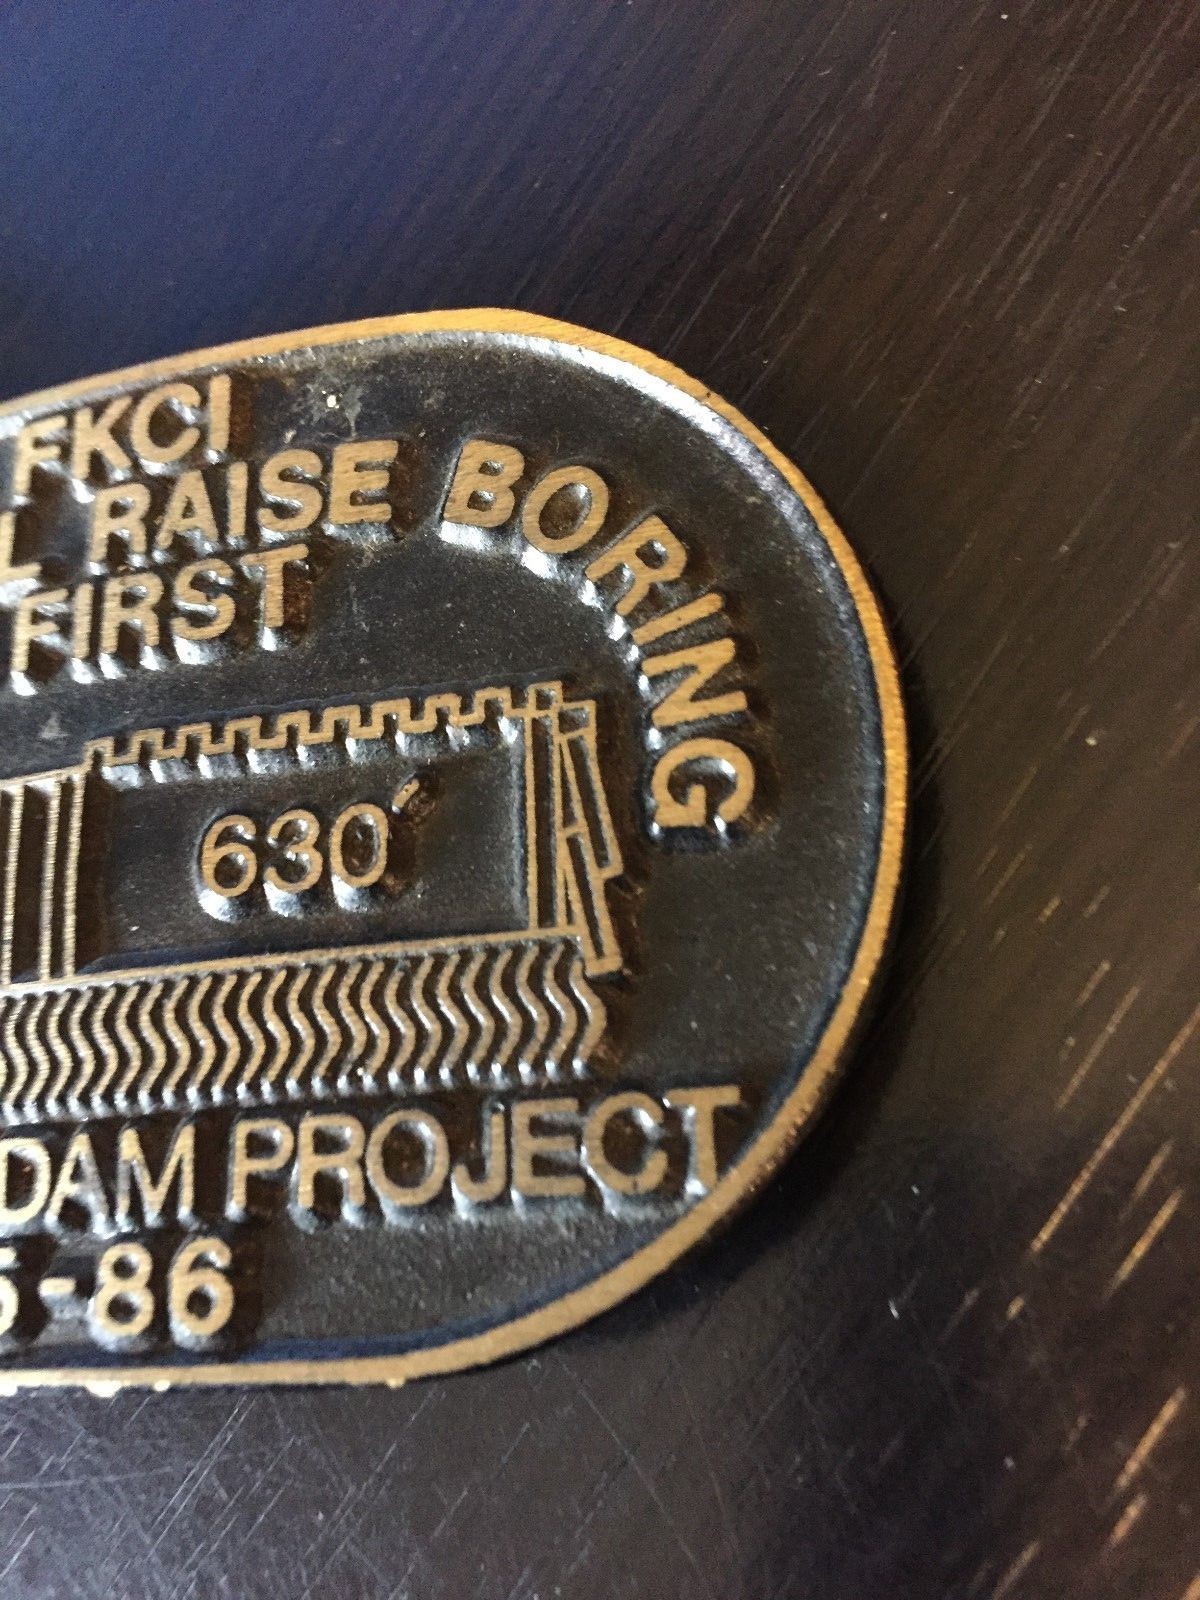 FKCI
L RAISE BORING
FIRST
630'
DAM PROJECT
5-86